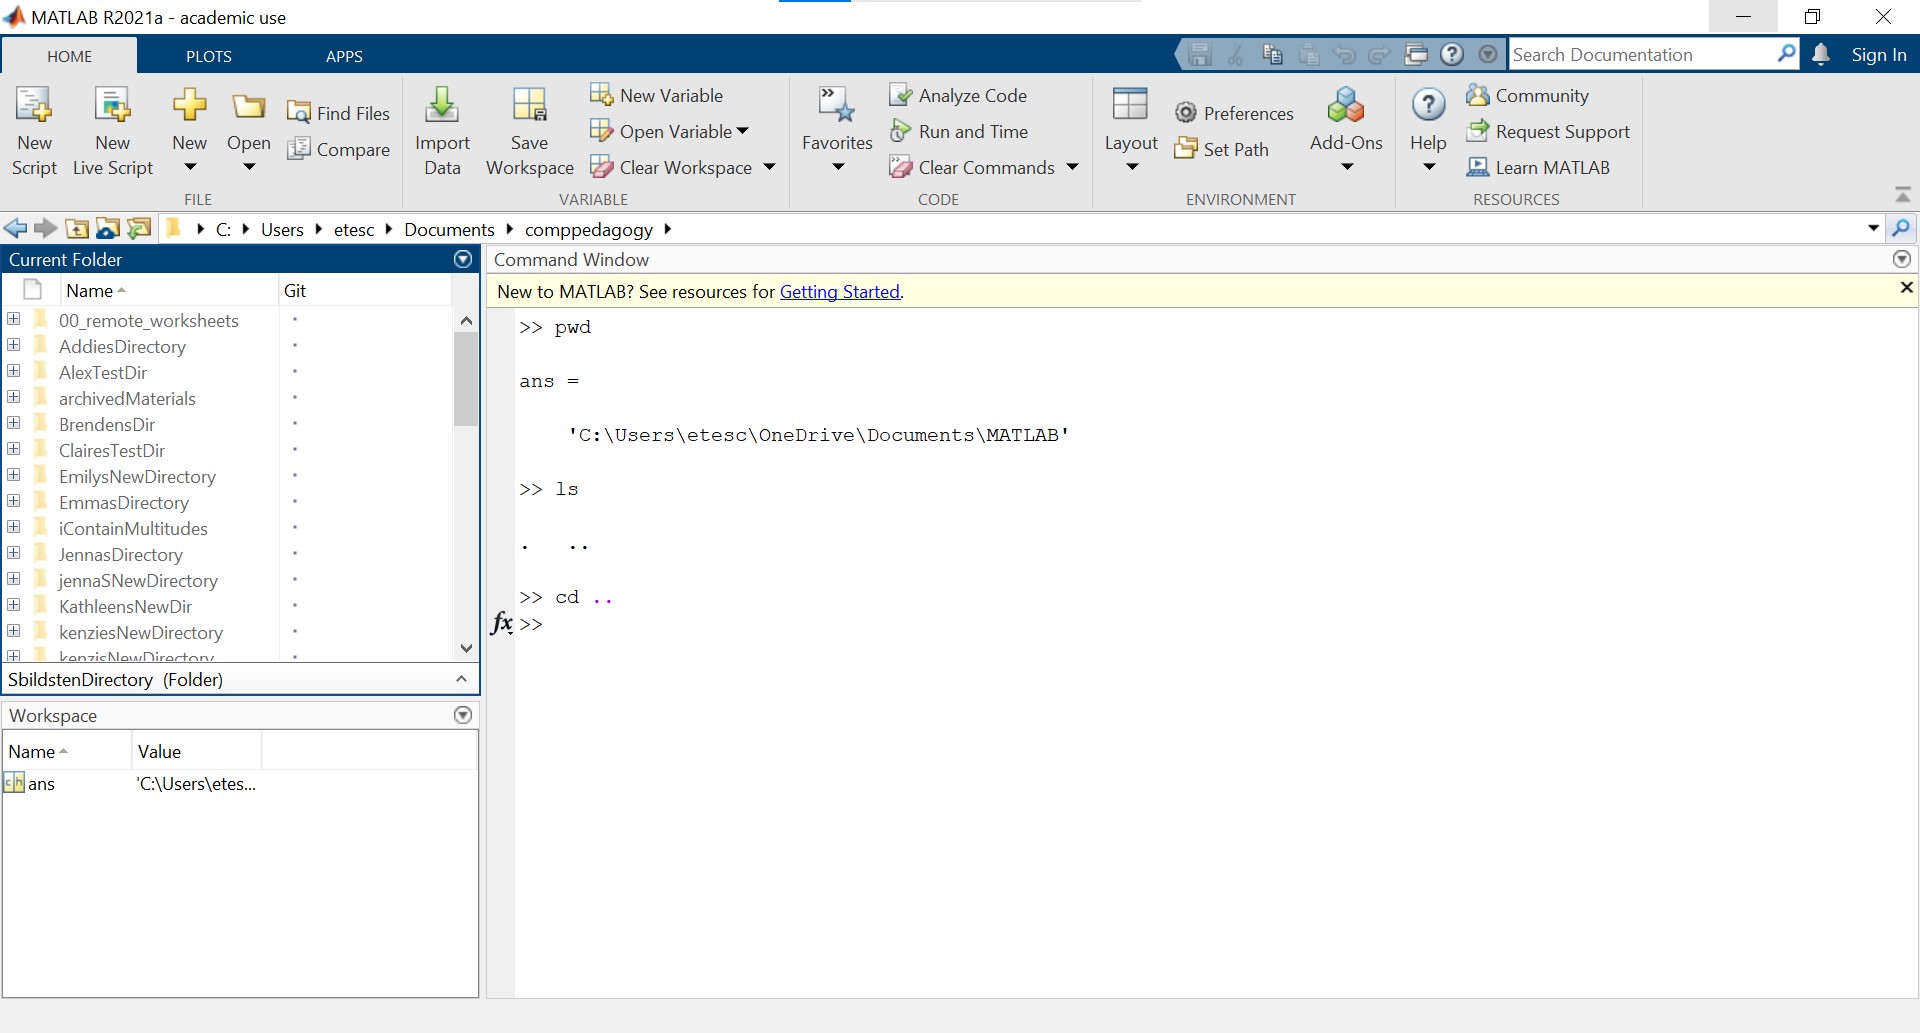 MATLAB R2021a - academic use
HOME PLOTS APPS
Search Documentation
Sign In
New Script
New Live Script
New
Open
Find Files
Compare
FILE
Import Data
Save Workspace
New Variable
Open Variable
Clear Workspace
VARIABLE
Favorites
Analyze Code
Run and Time
Clear Commands
CODE
Layout
Preferences
Set Path
Add-Ons
ENVIRONMENT
Help
Community
Request Support
Learn MATLAB
RESOURCES
C: Users etesc Documents comppedagogy
Current Folder
Name Git
00_remote_worksheets
AddiesDirectory
AlexTestDir
archivedMaterials
BrendensDir
ClairesTestDir
EmilysNewDirectory
EmmasDirectory
iContainMultitudes
JennasDirectory
jennaSNewDirectory
KathleensNewDir
kenziesNewDirectory
kenzisNewDirectory
SbildstenDirectory (Folder)
Workspace
Name Value
ans 'C:\Users\etes...
Command Window
New to MATLAB? See resources for Getting Started.
>> pwd
ans =
'C:\Users\etesc\OneDrive\Documents\MATLAB'
>> ls
. ..
>> cd ..
fx >>